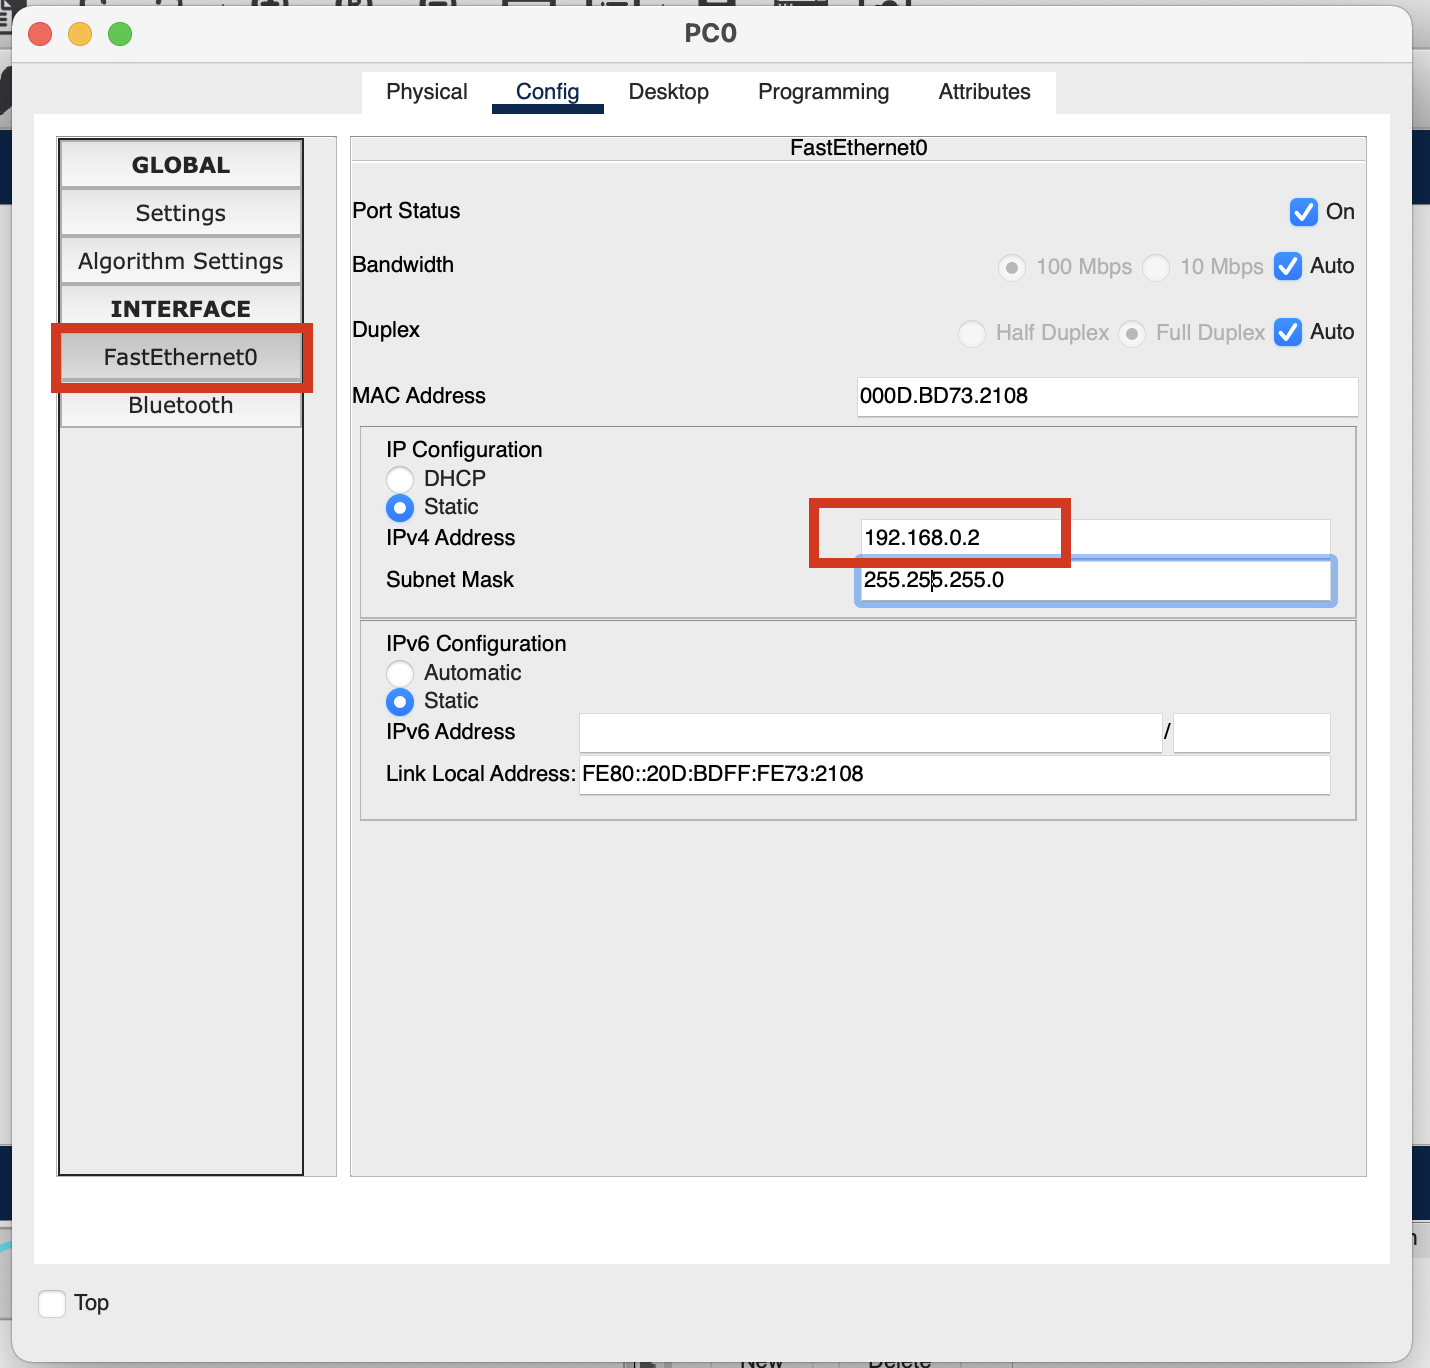 PC0
Physical Config Desktop Programming Attributes
GLOBAL
Settings
Algorithm Settings
INTERFACE
FastEthernet0
Bluetooth
FastEthernet0
Port Status On
Bandwidth 100 Mbps 10 Mbps Auto
Duplex Half Duplex Full Duplex Auto
MAC Address 000D.BD73.2108
IP Configuration
DHCP
Static
IPv4 Address 192.168.0.2
Subnet Mask 255.255.255.0
IPv6 Configuration
Automatic
Static
IPv6 Address /
Link Local Address: FE80::20D:BDFF:FE73:2108
Top
New Delete